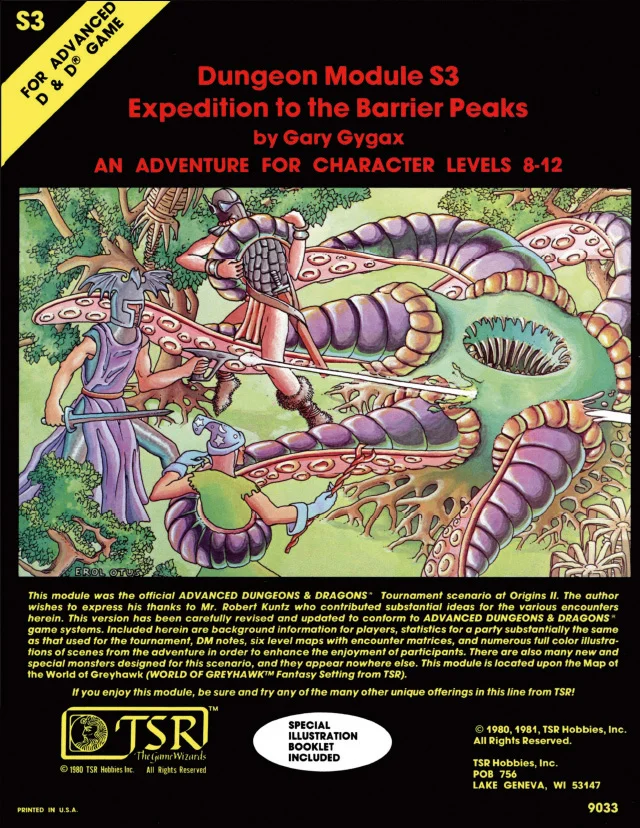 S3
FOR ADVANCED
D & D® GAME
Dungeon Module S3
Expedition to the Barrier Peaks
by Gary Gygax
AN ADVENTURE FOR CHARACTER LEVELS 8-12
EROL OTUS
This module was the official ADVANCED DUNGEONS & DRAGONS™ Tournament scenario at Origins II. The author
wishes to express his thanks to Mr. Robert Kuntz who contributed substantial ideas for the various encounters
herein. This version has been carefully revised and updated to conform to ADVANCED DUNGEONS & DRAGONS™
game systems. Included herein are background information for players, statistics for a party substantially the same
as that used for the tournament, DM notes, six level maps with encounter matrices, and numerous full color illustra-
tions of scenes from the adventure in order to enhance the enjoyment of participants. There are also many new and
special monsters designed for this scenario, and they appear nowhere else. This module is located upon the Map of
the World of Greyhawk (WORLD OF GREYHAWK™ Fantasy Setting from TSR).
If you enjoy this module, be sure and try any of the many other unique offerings in this line from TSR!
TSR™
The Game Wizards
© 1980 TSR Hobbies Inc. All Rights Reserved
SPECIAL
ILLUSTRATION
BOOKLET
INCLUDED
© 1980, 1981, TSR Hobbies, Inc.
All Rights Reserved.
TSR Hobbies, Inc.
POB 756
LAKE GENEVA, WI 53147
PRINTED IN U.S.A.
9033